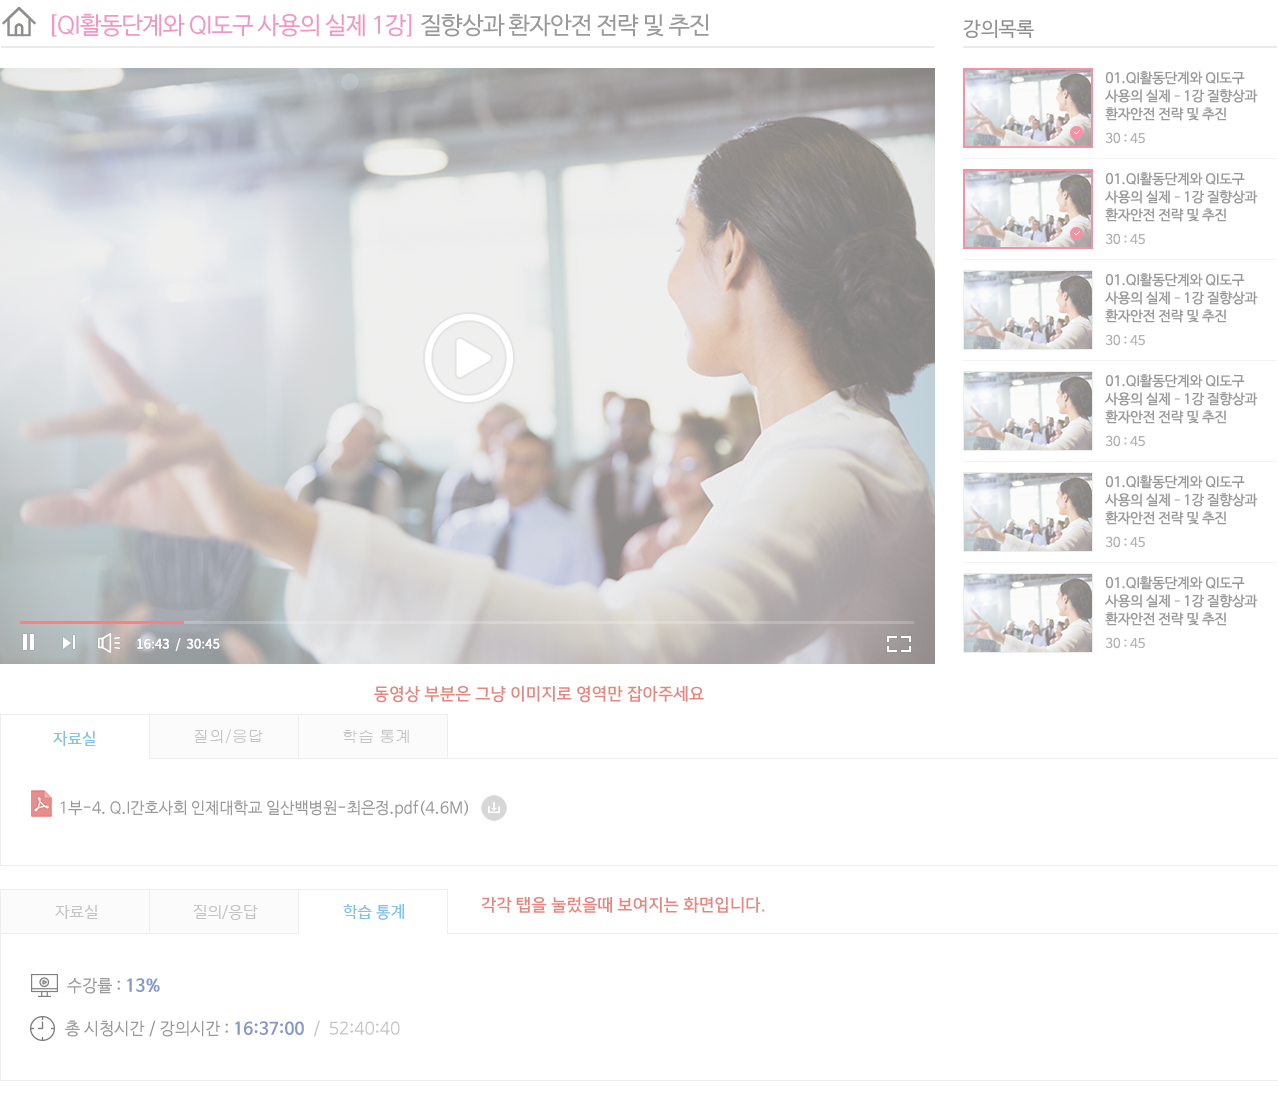 [QI활동단계와 QI도구 사용의 실제 1강] 질향상과 환자안전 전략 및 추진
강의목록
01.QI활동단계와 QI도구
사용의 실제 - 1강 질향상과
환자안전 전략 및 추진
30 : 45
01.QI활동단계와 QI도구
사용의 실제 - 1강 질향상과
환자안전 전략 및 추진
30 : 45
01.QI활동단계와 QI도구
사용의 실제 - 1강 질향상과
환자안전 전략 및 추진
30 : 45
01.QI활동단계와 QI도구
사용의 실제 - 1강 질향상과
환자안전 전략 및 추진
30 : 45
01.QI활동단계와 QI도구
사용의 실제 - 1강 질향상과
환자안전 전략 및 추진
30 : 45
01.QI활동단계와 QI도구
사용의 실제 - 1강 질향상과
환자안전 전략 및 추진
30 : 45
16:43 / 30:45
동영상 부분은 그냥 이미지로 영역만 잡아주세요
자료실 질의/응답 학습 통계
1부-4. Q.I간호사회 인제대학교 일산백병원-최은정.pdf(4.6M)
자료실 질의/응답 학습 통계
각각 탭을 눌렀을때 보여지는 화면입니다.
수강률 : 13%
총 시청시간 / 강의시간 : 16:37:00 / 52:40:40